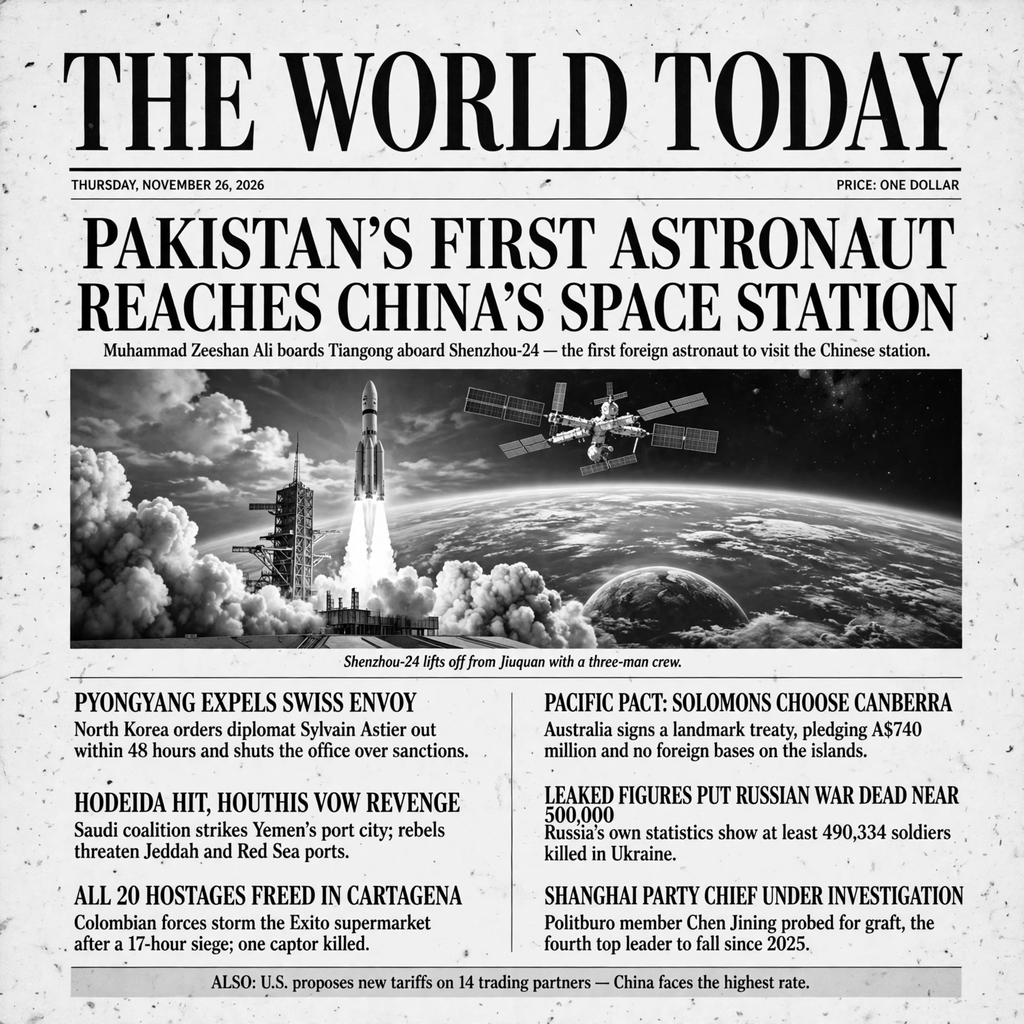 THE WORLD TODAY
THURSDAY, NOVEMBER 26, 2026
PRICE: ONE DOLLAR
PAKISTAN'S FIRST ASTRONAUT
REACHES CHINA'S SPACE STATION
Muhammad Zeeshan Ali boards Tiangong aboard Shenzhou-24 — the first foreign astronaut to visit the Chinese station.
Shenzhou-24 lifts off from Jiuquan with a three-man crew.
PYONGYANG EXPELS SWISS ENVOY
North Korea orders diplomat Sylvain Astier out
within 48 hours and shuts the office over sanctions.
HODEIDA HIT, HOUTHIS VOW REVENGE
Saudi coalition strikes Yemen's port city; rebels
threaten Jeddah and Red Sea ports.
ALL 20 HOSTAGES FREED IN CARTAGENA
Colombian forces storm the Exito supermarket
after a 17-hour siege; one captor killed.
PACIFIC PACT: SOLOMONS CHOOSE CANBERRA
Australia signs a landmark treaty, pledging A$740
million and no foreign bases on the islands.
LEAKED FIGURES PUT RUSSIAN WAR DEAD NEAR
500,000
Russia's own statistics show at least 490,334 soldiers
killed in Ukraine.
SHANGHAI PARTY CHIEF UNDER INVESTIGATION
Politburo member Chen Jining probed for graft, the
fourth top leader to fall since 2025.
ALSO: U.S. proposes new tariffs on 14 trading partners — China faces the highest rate.